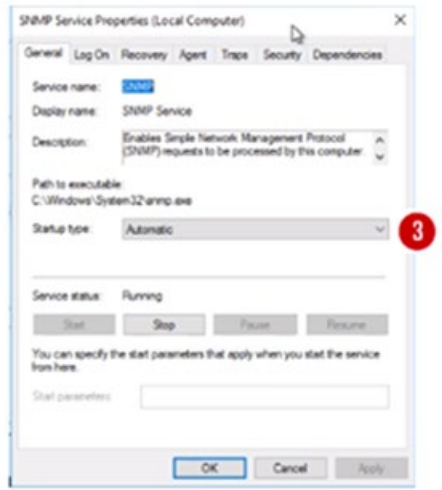 SNMP Service Properties (Local Computer)
General Log On Recovery Agent Traps Security Dependencies
Service name: SNMP
Display name: SNMP Service
Description: Enables Simple Network Management Protocol
(SNMP) requests to be processed by this computer.
Path to executable:
C:\Windows\System32\snmp.exe
Startup type: Automatic
3
Service status: Running
Start Stop Pause Resume
You can specify the start parameters that apply when you start the service
from here.
Start parameters:
OK Cancel Apply